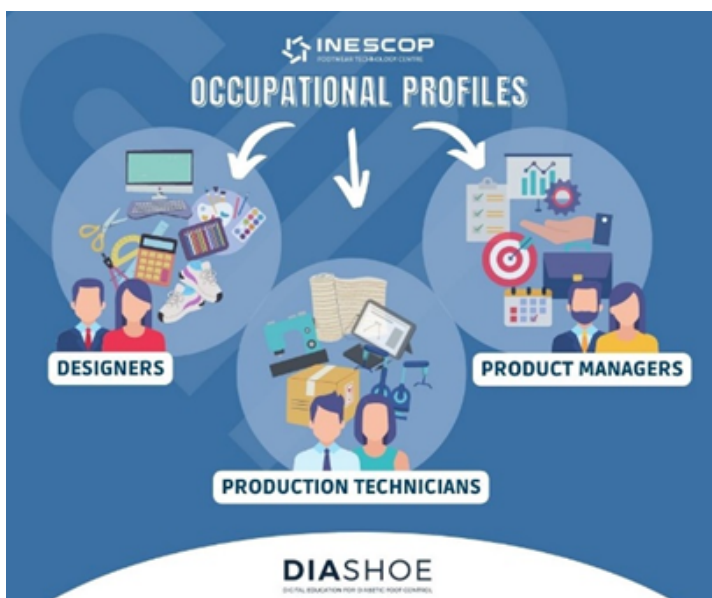 INESCOP
FOOTWEAR TECHNOLOGY CENTRE
OCCUPATIONAL PROFILES
DESIGNERS
PRODUCT MANAGERS
PRODUCTION TECHNICIANS
DIASHOE
DIGITAL EDUCATION FOR DIABETIC FOOT CONTROL